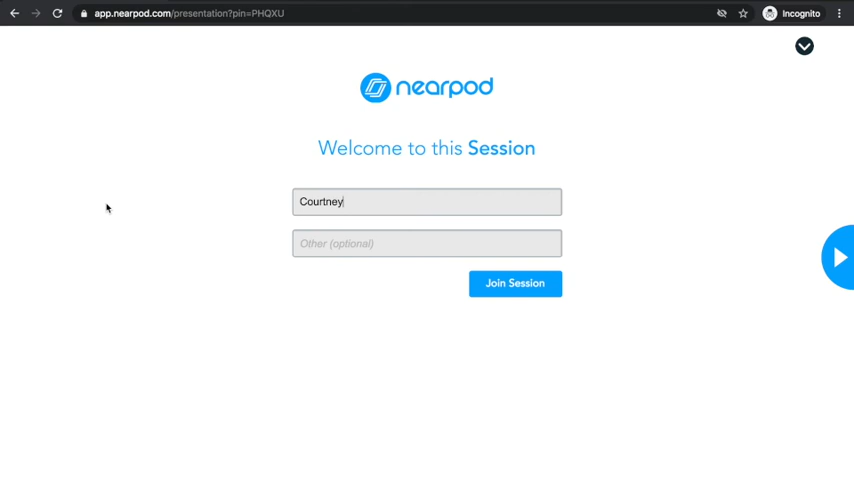 app.nearpod.com/presentation?pin=PHQXU
Incognito
nearpod
Welcome to this Session
Courtney
Other (optional)
Join Session